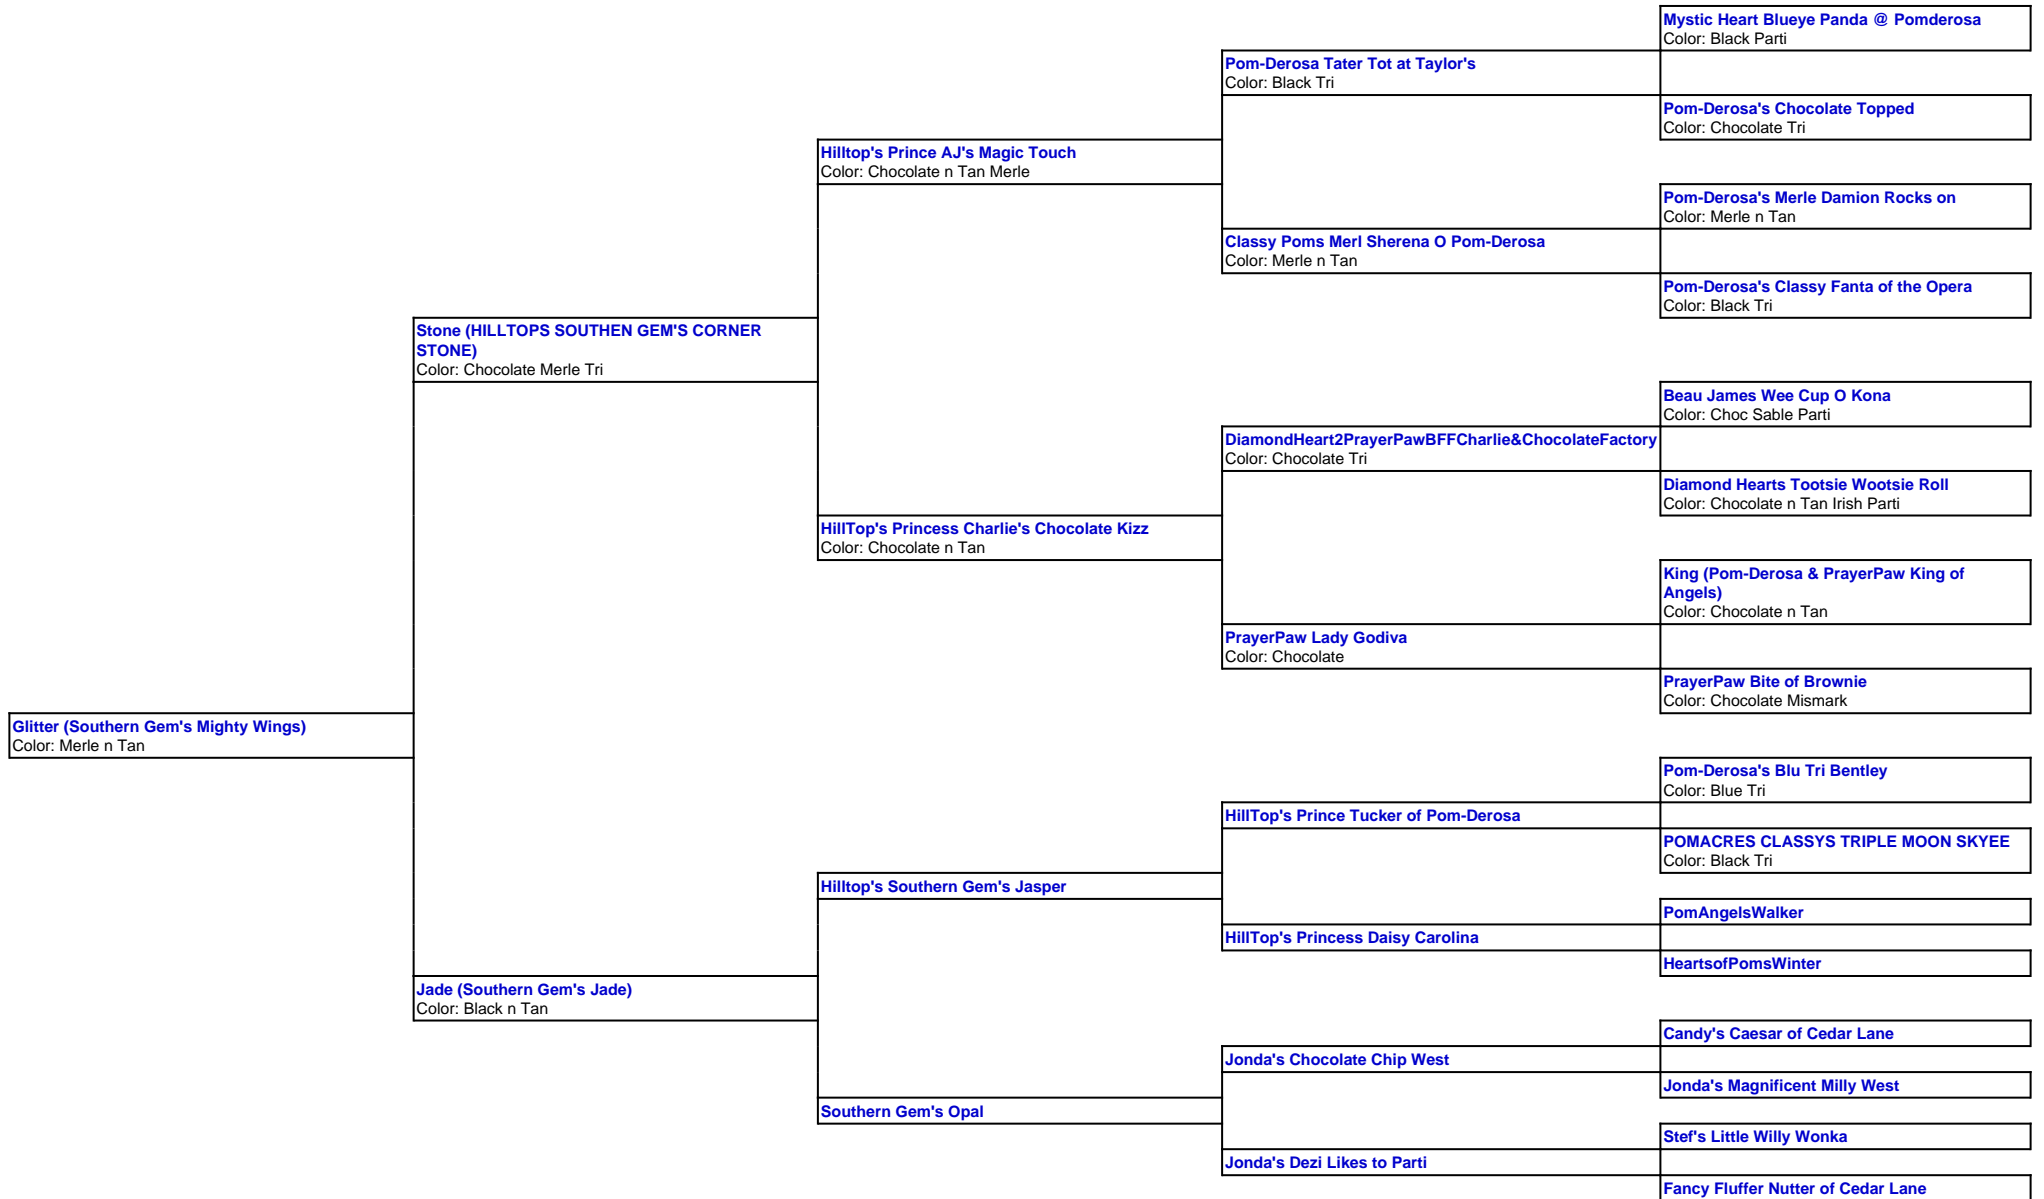 Mystic Heart Blueye Panda @ Pomderosa
Color: Black Parti
Pom-Derosa Tater Tot at Taylor's
Color: Black Tri
Pom-Derosa's Chocolate Topped
Color: Chocolate Tri
Hilltop's Prince AJ's Magic Touch
Color: Chocolate n Tan Merle
Pom-Derosa's Merle Damion Rocks on
Color: Merle n Tan
Classy Poms Merl Sherena O Pom-Derosa
Color: Merle n Tan
Pom-Derosa's Classy Fanta of the Opera
Color: Black Tri
Stone (HILLTOPS SOUTHEN GEM'S CORNER
STONE)
Color: Chocolate Merle Tri
Beau James Wee Cup O Kona
Color: Choc Sable Parti
DiamondHeart2PrayerPawBFFCharlie&ChocolateFactory
Color: Chocolate Tri
Diamond Hearts Tootsie Wootsie Roll
Color: Chocolate n Tan Irish Parti
HillTop's Princess Charlie's Chocolate Kizz
Color: Chocolate n Tan
King (Pom-Derosa & PrayerPaw King of
Angels)
Color: Chocolate n Tan
PrayerPaw Lady Godiva
Color: Chocolate
PrayerPaw Bite of Brownie
Color: Chocolate Mismark
Glitter (Southern Gem's Mighty Wings)
Color: Merle n Tan
Pom-Derosa's Blu Tri Bentley
Color: Blue Tri
HillTop's Prince Tucker of Pom-Derosa
POMACRES CLASSYS TRIPLE MOON SKYEE
Color: Black Tri
Hilltop's Southern Gem's Jasper
PomAngelsWalker
HillTop's Princess Daisy Carolina
HeartsofPomsWinter
Jade (Southern Gem's Jade)
Color: Black n Tan
Candy's Caesar of Cedar Lane
Jonda's Chocolate Chip West
Jonda's Magnificent Milly West
Southern Gem's Opal
Stef's Little Willy Wonka
Jonda's Dezi Likes to Parti
Fancy Fluffer Nutter of Cedar Lane